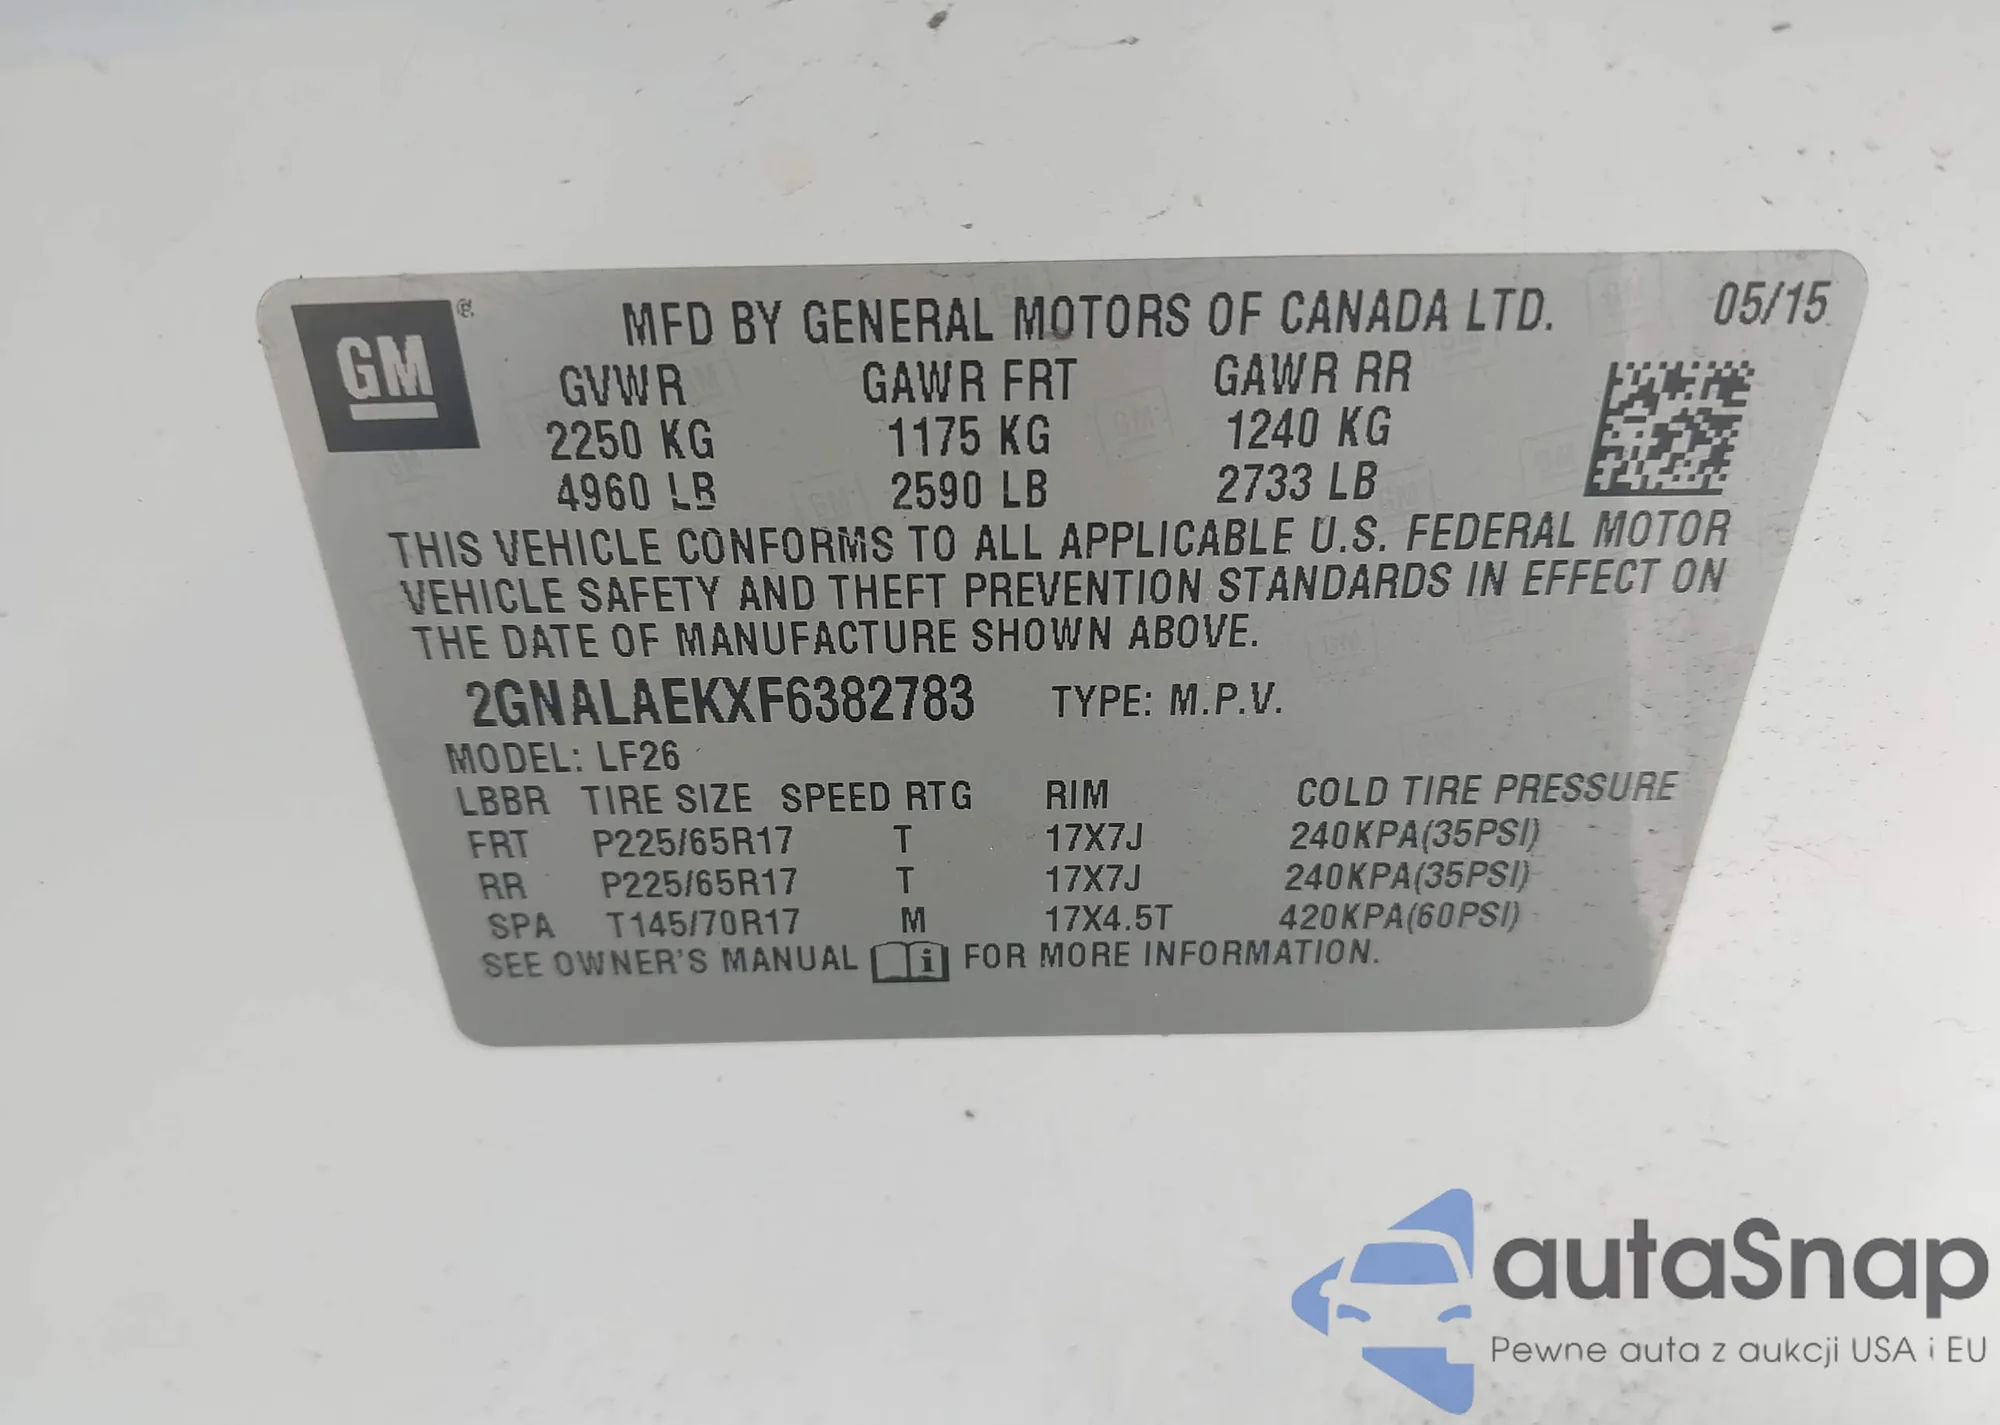 GM ®
MFD BY GENERAL MOTORS OF CANADA LTD. 05/15
GVWR GAWR FRT GAWR RR
2250 KG 1175 KG 1240 KG
4960 LB 2590 LB 2733 LB
THIS VEHICLE CONFORMS TO ALL APPLICABLE U.S. FEDERAL MOTOR
VEHICLE SAFETY AND THEFT PREVENTION STANDARDS IN EFFECT ON
THE DATE OF MANUFACTURE SHOWN ABOVE.
2GNALAEKXF6382783 TYPE: M.P.V.
MODEL: LF26
LBBR TIRE SIZE SPEED RTG RIM COLD TIRE PRESSURE
FRT P225/65R17 T 17X7J 240KPA(35PSI)
RR P225/65R17 T 17X7J 240KPA(35PSI)
SPA T145/70R17 M 17X4.5T 420KPA(60PSI)
SEE OWNER'S MANUAL i FOR MORE INFORMATION.
autaSnap
Pewne auta z aukcji USA i EU